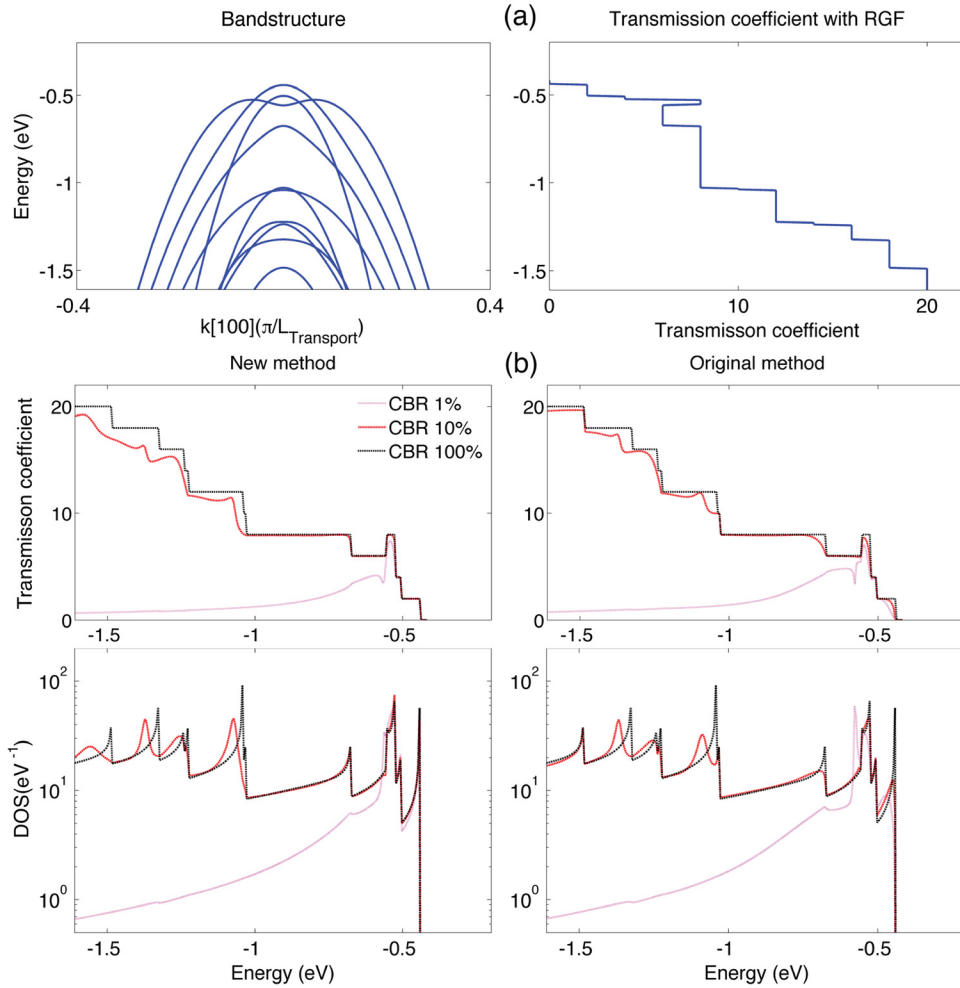 Bandstructure
(a)
Transmission coefficient with RGF
Energy (eV)
-0.5
-1
-1.5
-0.4
0.4
k[100](π/L_Transport)
-0.5
-1
-1.5
0
10
20
Transmisson coefficient
New method
(b)
Original method
Transmisson coefficient
20
10
0
-1.5
-1
-0.5
CBR 1%
CBR 10%
CBR 100%
20
10
0
-1.5
-1
-0.5
DOS(eV⁻¹)
10²
10¹
10⁰
-1.5
-1
-0.5
Energy (eV)
10²
10¹
10⁰
-1.5
-1
-0.5
Energy (eV)